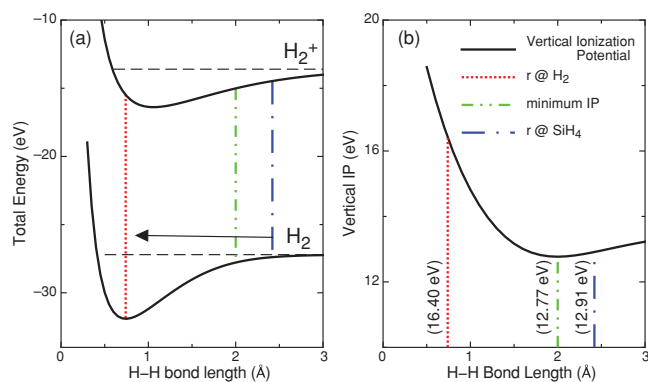 (a)
−10
−20
−30
Total Energy (eV)
H2+
H2
0
1
2
3
H−H bond length (Å)
(b)
20
16
12
Vertical IP (eV)
Vertical Ionization
Potential
r @ H2
minimum IP
r @ SiH4
(16.40 eV)
(12.77 eV)
(12.91 eV)
0
1
2
3
H−H Bond Length (Å)